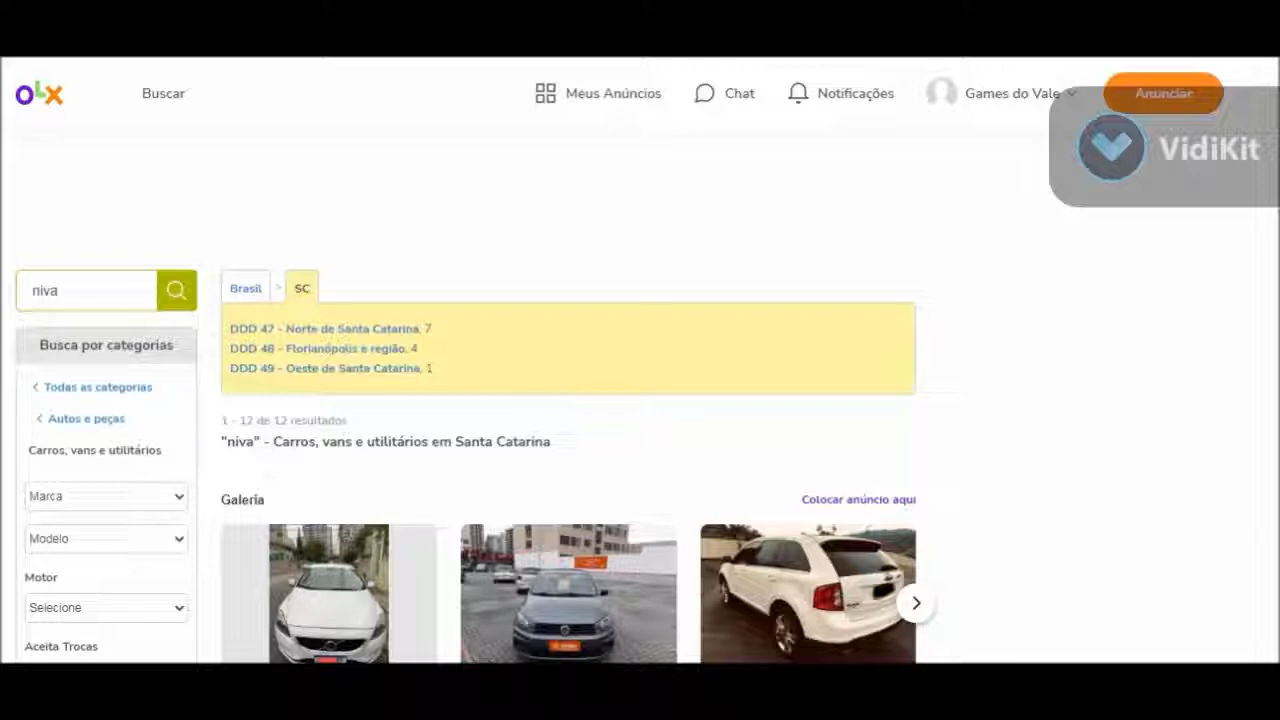 OLX
Buscar
Meus Anúncios
Chat
Notificações
Games do Vale
Anunciar
VidiKit
niva
Brasil > SC
DDD 47 - Norte de Santa Catarina, 7
DDD 48 - Florianópolis e região, 4
DDD 49 - Oeste de Santa Catarina, 1
Busca por categorias
< Todas as categorias
< Autos e peças
Carros, vans e utilitários
Marca
Modelo
Motor
Selecione
Aceita Trocas
1 - 12 de 12 resultados
"niva" - Carros, vans e utilitários em Santa Catarina
Galeria
Colocar anúncio aqui